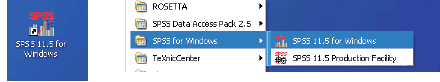 SPSS
SPSS 11.5 for
Windows
ROSETTA
SPSS Data Access Pack 2.5
SPSS for Windows
TeXnicCenter
SPSS 11.5 for Windows
SPSS 11.5 Production Facility